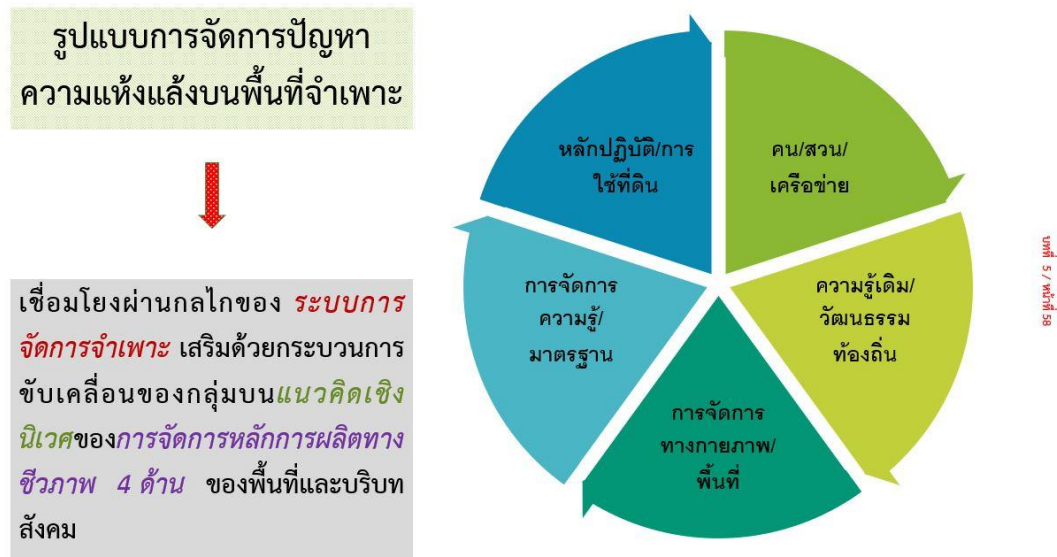 รูปแบบการจัดการปัญหา
ความแห้งแล้งบนพื้นที่จำเพาะ
เชื่อมโยงผ่านกลไกของ ระบบการ
จัดการจำเพาะ เสริมด้วยกระบวนการ
ขับเคลื่อนของกลุ่มบนแนวคิดเชิง
นิเวศของการจัดการหลักการผลิตทาง
ชีวภาพ 4 ด้าน ของพื้นที่และบริบท
สังคม
คน/สวน/
เครือข่าย
ความรู้เดิม/
วัฒนธรรม
ท้องถิ่น
การจัดการ
ทางกายภาพ/
พื้นที่
การจัดการ
ความรู้/
มาตรฐาน
หลักปฏิบัติ/การ
ใช้ที่ดิน
บทที่ 5 / หน้าที่ 58